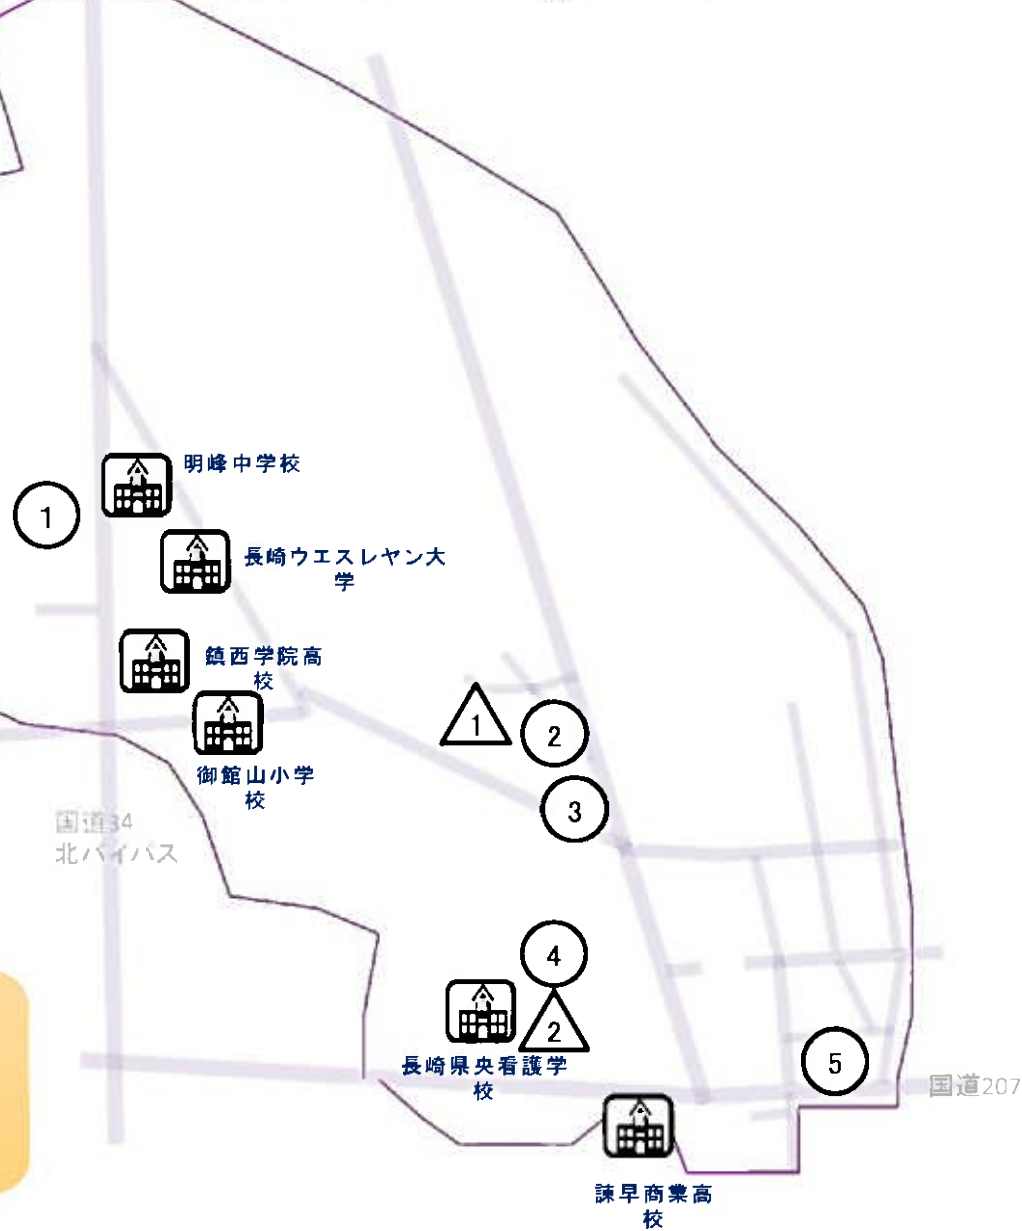 明峰中学校
1
長崎ウエスレヤン大
学
鎮西学院高
校
1
2
御館山小学
校
3
国道34
北バイパス
4
2
長崎県央看護学
校
5
国道207
諫早商業高
校